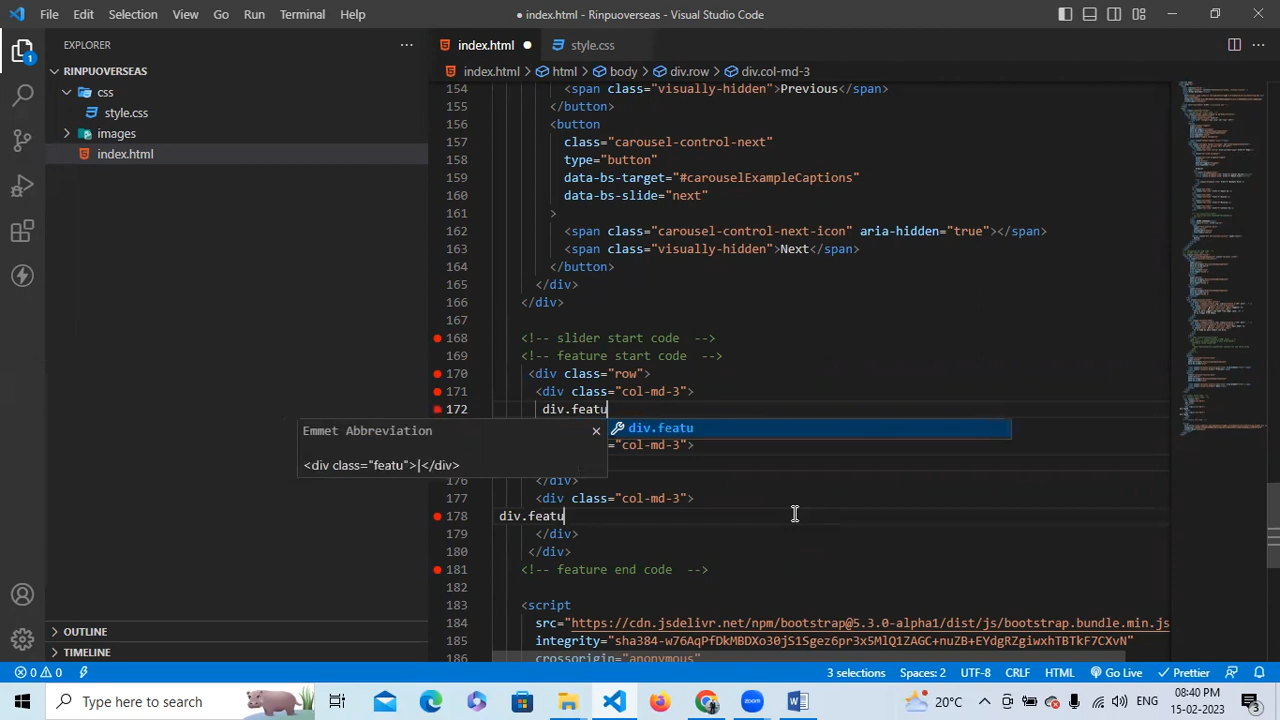 File Edit Selection View Go Run Terminal Help
● index.html - Rinpuoverseas - Visual Studio Code
EXPLORER
index.html
style.css
RINPUOVERSEAS
index.html > html > body > div.row > div.col-md-3
css
style.css
images
index.html
1
154 <span class="visually-hidden">Previous</span>
155 </button>
156 <button
157 class="carousel-control-next"
158 type="button"
159 data-bs-target="#carouselExampleCaptions"
160 data-bs-slide="next"
161 >
162 <span class="carousel-control-next-icon" aria-hidden="true"></span>
163 <span class="visually-hidden">Next</span>
164 </button>
165 </div>
166 </div>
167
168 <!-- slider start code -->
169 <!-- feature start code -->
170 <div class="row">
171 <div class="col-md-3">
172 div.featu
Emmet Abbreviation
div.featu
="col-md-3">
<div class="featu">|</div>
176 </div>
177 <div class="col-md-3">
178 div.featu
179 </div>
180 </div>
181 <!-- feature end code -->
182
183 <script
184 src="https://cdn.jsdelivr.net/npm/bootstrap@5.3.0-alpha1/dist/js/bootstrap.bundle.min.js
185 integrity="sha384-w76AqPfDkMBDXo30jS1Sgez6pr3x5MlQ1ZAGC+nuZB+EYdgRZgiwxhTBTkF7CXvN"
186 crossorigin="anonymous"
OUTLINE
TIMELINE
0 0
3 selections Spaces: 2 UTF-8 CRLF HTML Go Live Prettier
Type here to search
20°C
08:40 PM
15-02-2023
3